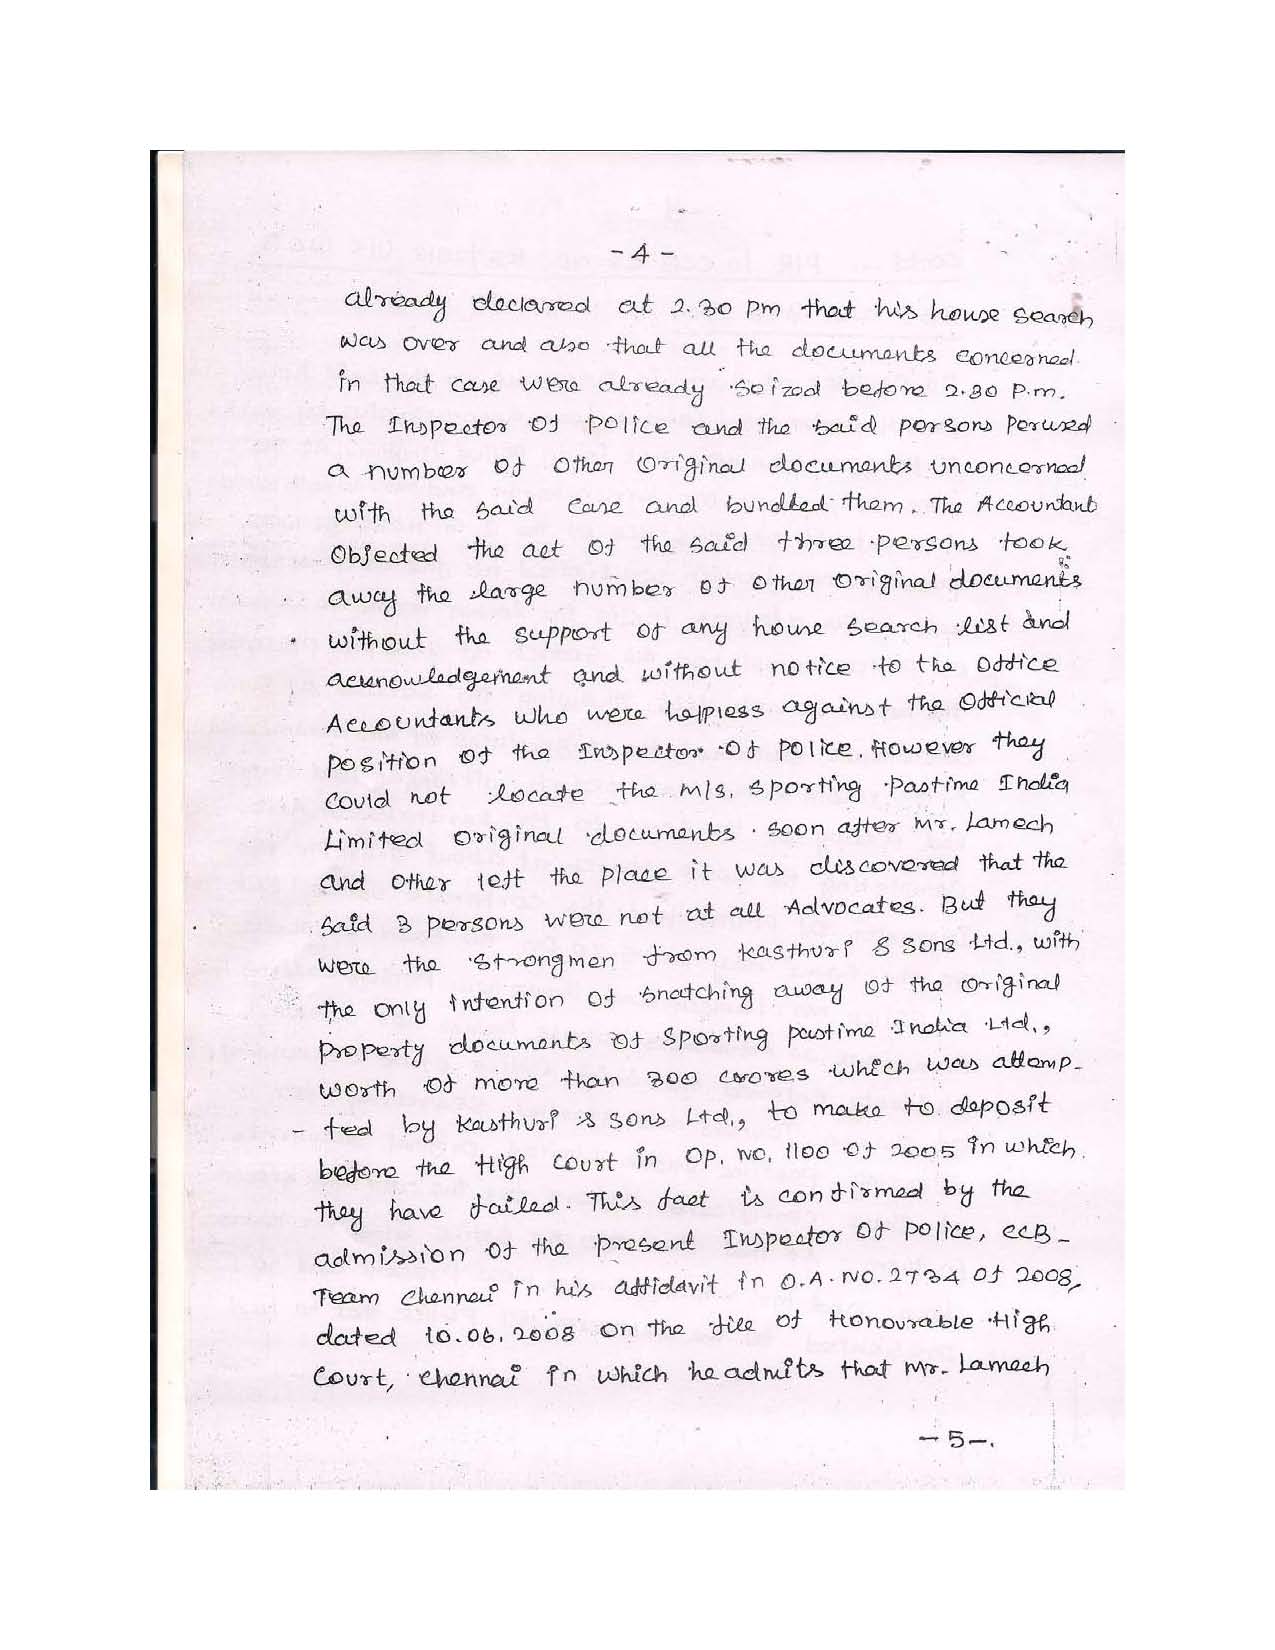 - 4 -
already declared at 2.30 pm that his house search
was over and also that all the documents concerned
in that case were already seized before 2.30 P.m.
The Inspector of police and the said persons perused
a number of other original documents unconcerned
with the said case and bundled them. The Accountant
Objected the act of the said three persons took
away the large number of other original documents
without the support of any house search list and
acknowledgement and without notice to the office
Accountants who were helpless against the official
position of the Inspector of police. However they
could not locate the M/s. Sporting Pastime India
Limited original documents. soon after Mr. Lamech
and other left the place it was discovered that the
said 3 persons were not at all Advocates. But they
were the strongmen from Kasthuri & Sons Ltd., with
the only intention of snatching away of the original
property documents of Sporting pastime India Ltd.,
worth of more than 300 crores which was attemp-
- ted by Kasthuri & Sons Ltd., to make to deposit
before the High court in OP. NO. 1100 of 2005 in which
they have failed. This fact is confirmed by the
admission of the present Inspector of police, CCB-
Team Chennai in his affidavit in O.A. NO. 2734 of 2008,
dated 10.06.2008 on the file of Honourable High
Court, Chennai in which he admits that Mr. Lamech
- 5 -.